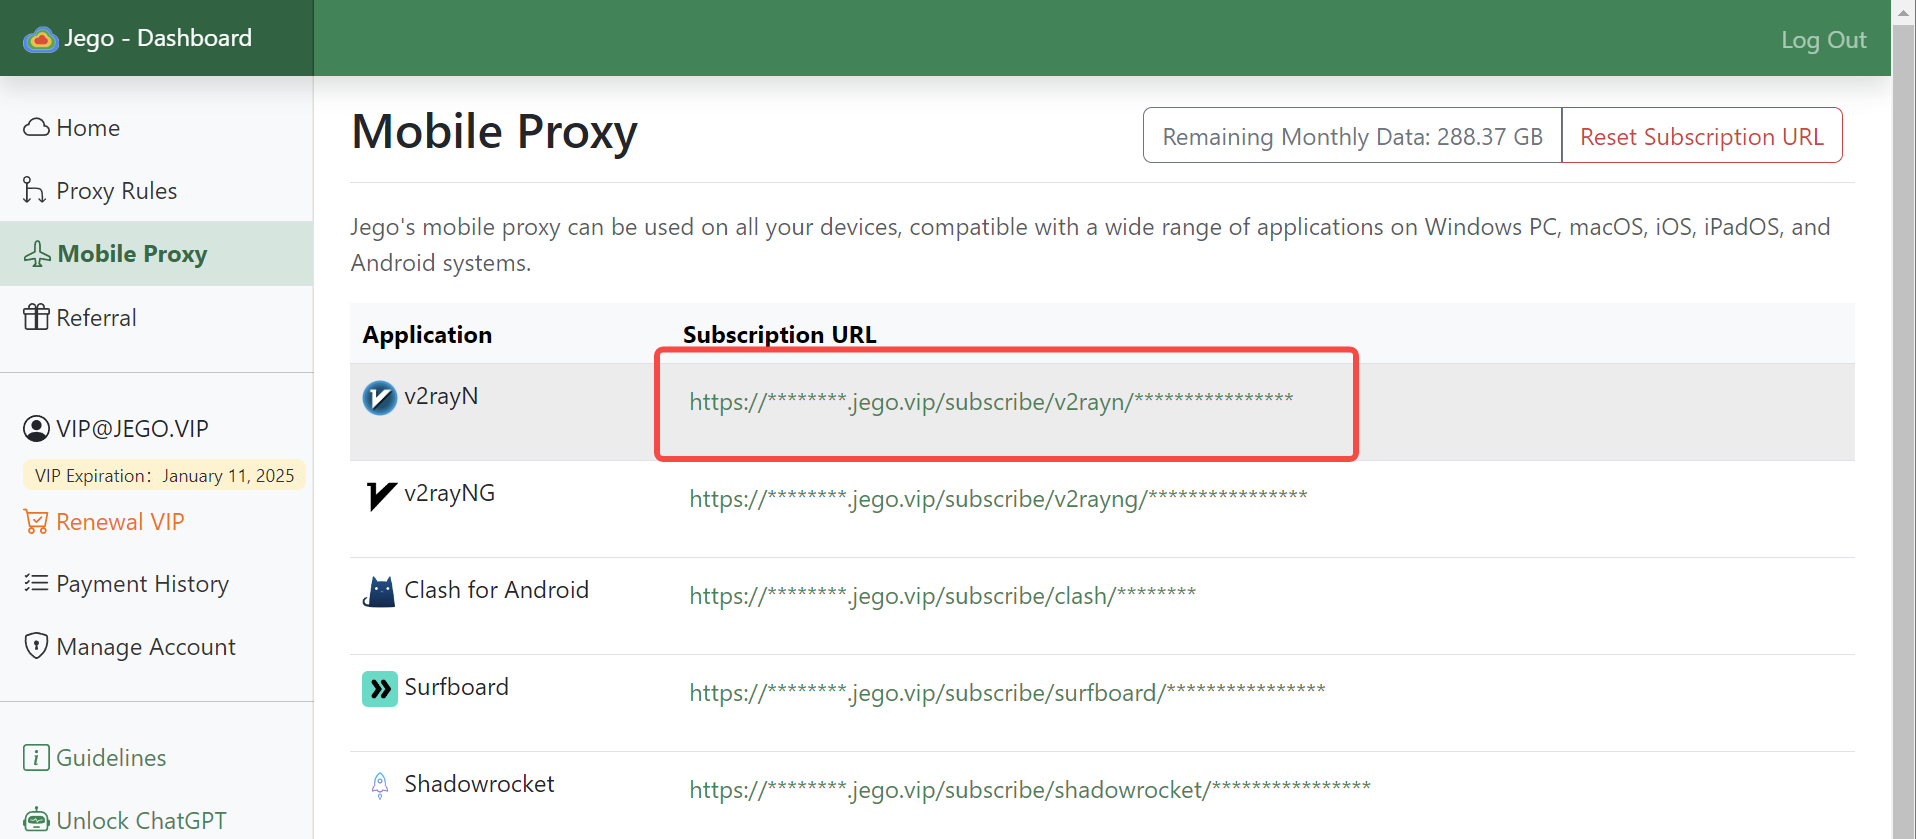 Jego - Dashboard
Log Out
Home
Proxy Rules
Mobile Proxy
Referral
VIP@JEGO.VIP
VIP Expiration： January 11, 2025
Renewal VIP
Payment History
Manage Account
Guidelines
Unlock ChatGPT
Mobile Proxy
Remaining Monthly Data: 288.37 GB
Reset Subscription URL
Jego's mobile proxy can be used on all your devices, compatible with a wide range of applications on Windows PC, macOS, iOS, iPadOS, and
Android systems.
Application Subscription URL
v2rayN https://********.jego.vip/subscribe/v2rayn/****************
v2rayNG https://********.jego.vip/subscribe/v2rayng/****************
Clash for Android https://********.jego.vip/subscribe/clash/********
Surfboard https://********.jego.vip/subscribe/surfboard/****************
Shadowrocket https://********.jego.vip/subscribe/shadowrocket/****************